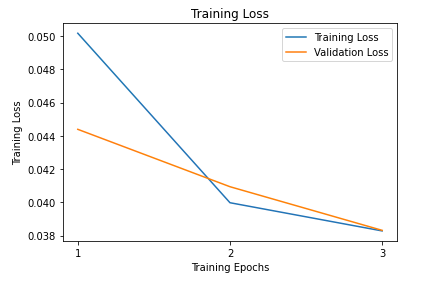 Training Loss
Training Loss
Validation Loss
0.050
0.048
0.046
0.044
0.042
0.040
0.038
Training Loss
1
2
3
Training Epochs